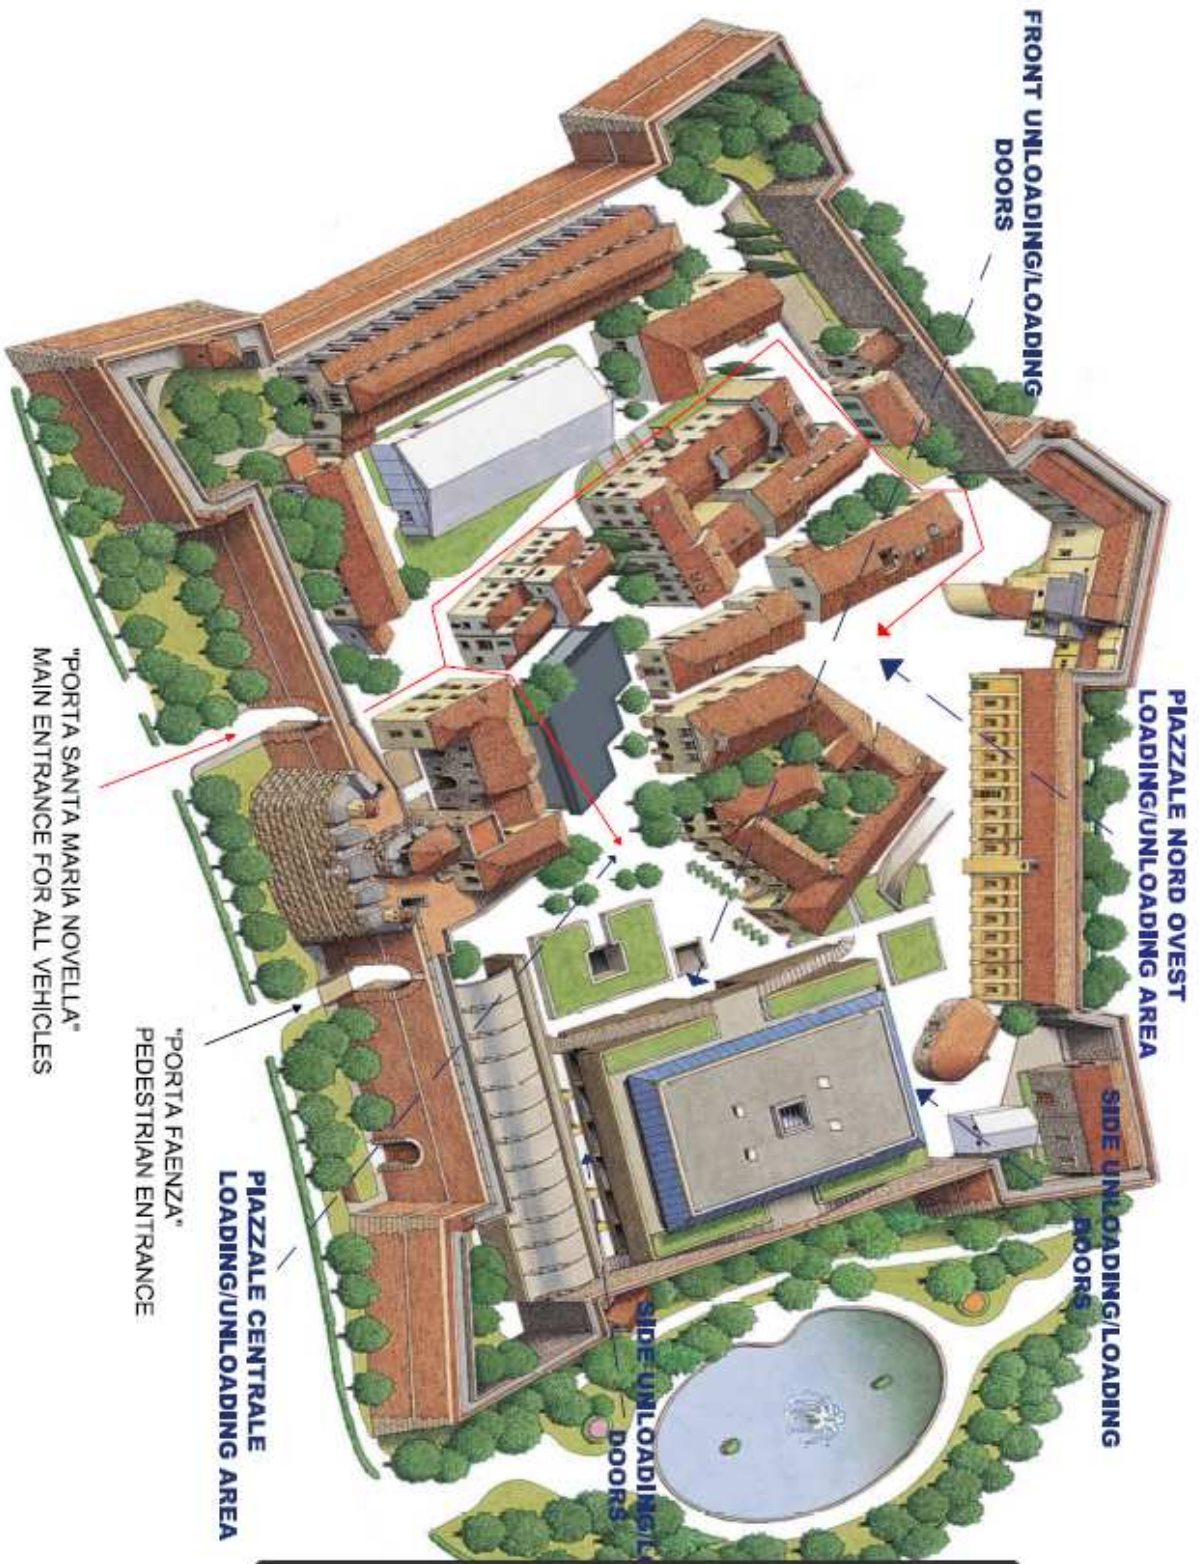 FRONT UNLOADING/LOADING
DOORS
PIAZZALE NORD OVEST
LOADING/UNLOADING AREA
SIDE UNLOADING/LOADING
DOORS
"PORTA SANTA MARIA NOVELLA"
MAIN ENTRANCE FOR ALL VEHICLES
"PORTA FAENZA"
PEDESTRIAN ENTRANCE
PIAZZALE CENTRALE
LOADING/UNLOADING AREA
SIDE UNLOADING/L
DOORS